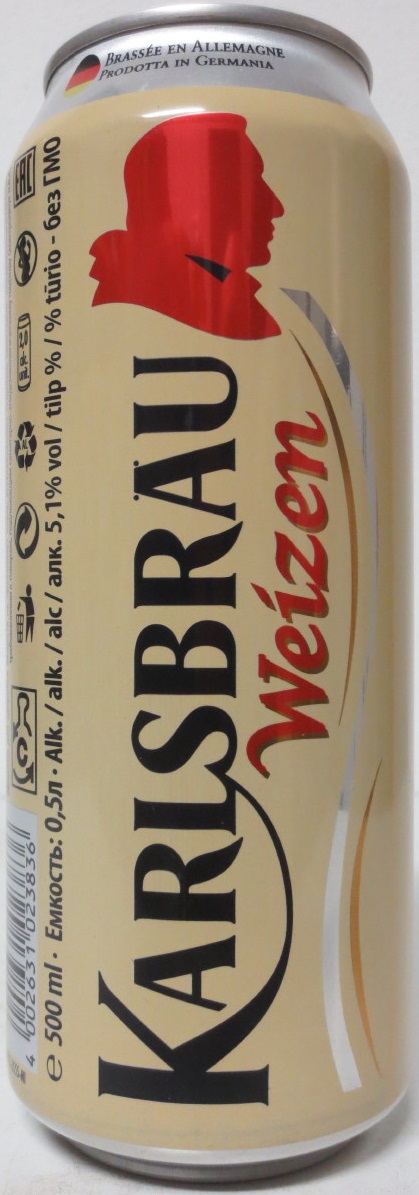 BRASSÉE EN ALLEMAGNE
PRODOTTA IN GERMANIA
KARLSBRÄU
Weizen
EAC
℮ 500 ml · Емкость: 0,5л · Alk. / alk. / alc / алк. 5,1% vol / tilp % / % tūrio - без ГМО
4 002631 023836